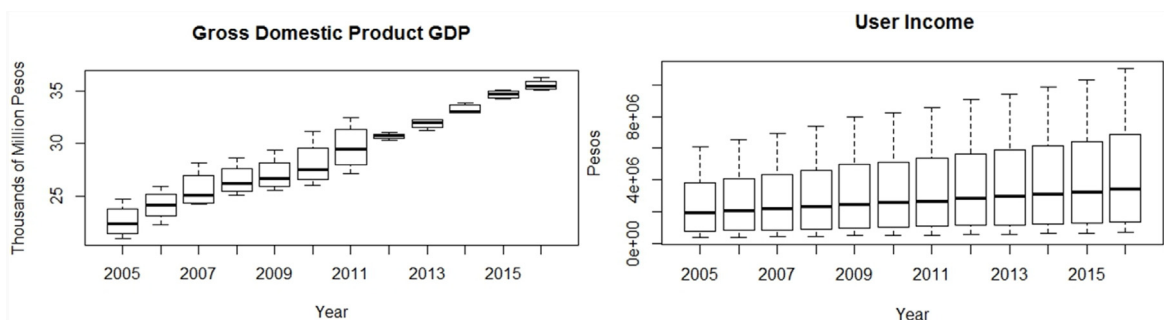 Gross Domestic Product GDP
Thousands of Million Pesos
35
30
25
2005 2007 2009 2011 2013 2015
Year
User Income
Pesos
8e+06
4e+06
0e+00
2005 2007 2009 2011 2013 2015
Year